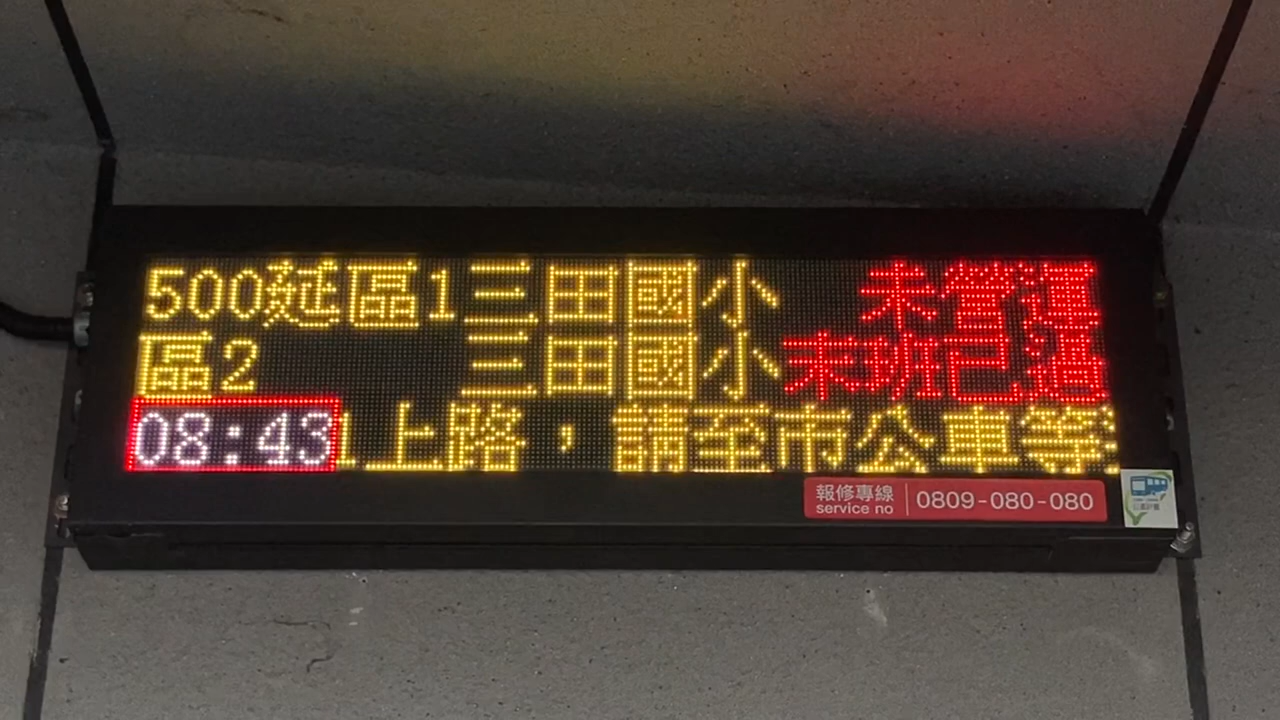 500延區1三田國小 未營運
區2 三田國小末班已過
08:43 上路，請至市公車等
報修專線 0809-080-080
service no